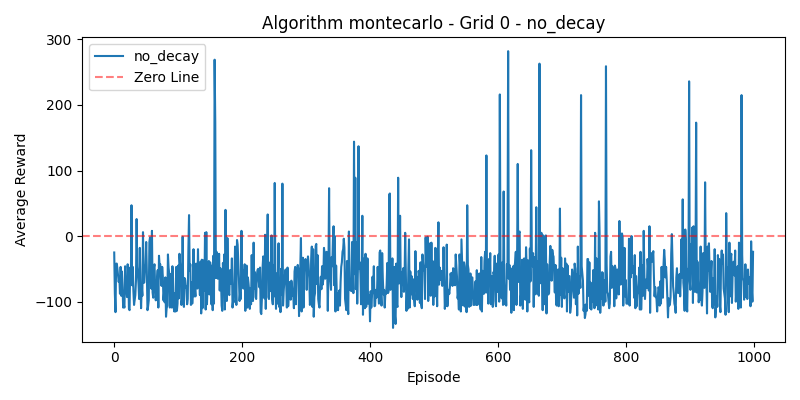 Algorithm montecarlo - Grid 0 - no_decay
no_decay
Zero Line
300
200
100
0
−100
Average Reward
0
200
400
600
800
1000
Episode